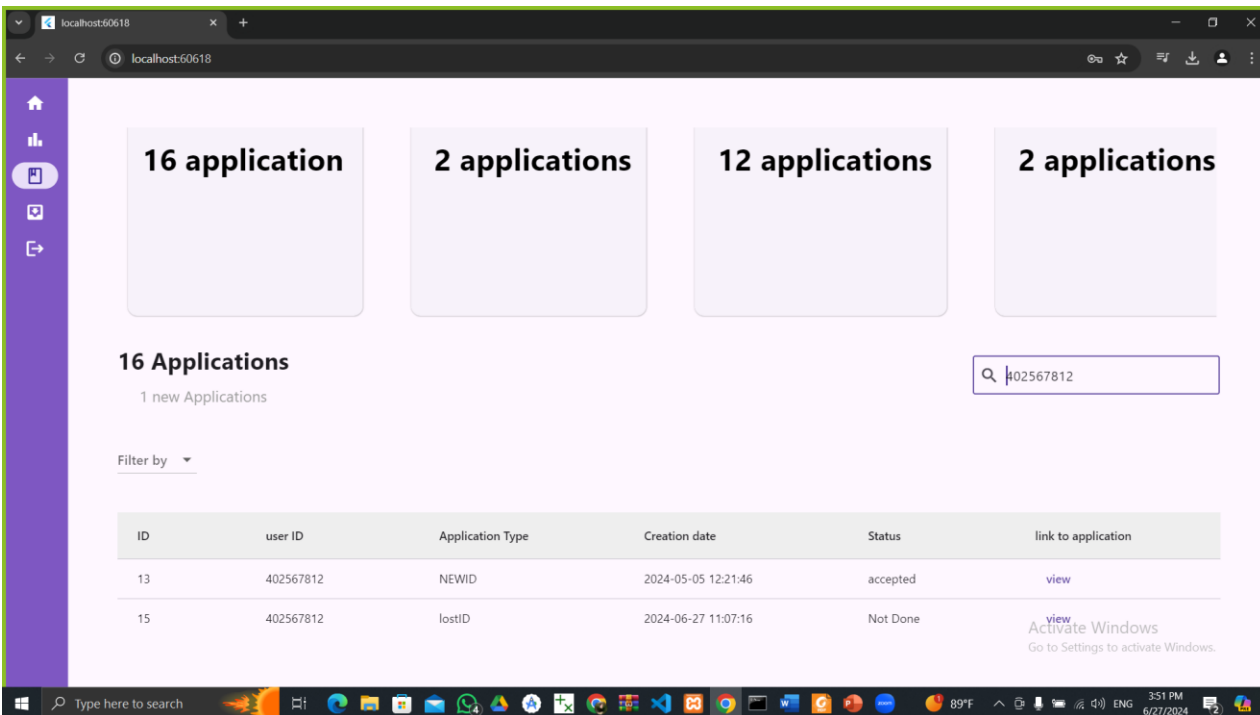 localhost:60618
localhost:60618
16 application 2 applications 12 applications 2 applications
16 Applications
402567812
1 new Applications
Filter by
ID user ID Application Type Creation date Status link to application
13 402567812 NEWID 2024-05-05 12:21:46 accepted view
15 402567812 lostID 2024-06-27 11:07:16 Not Done view
Activate Windows
Go to Settings to activate Windows.
Type here to search 89°F ENG 3:51 PM
6/27/2024